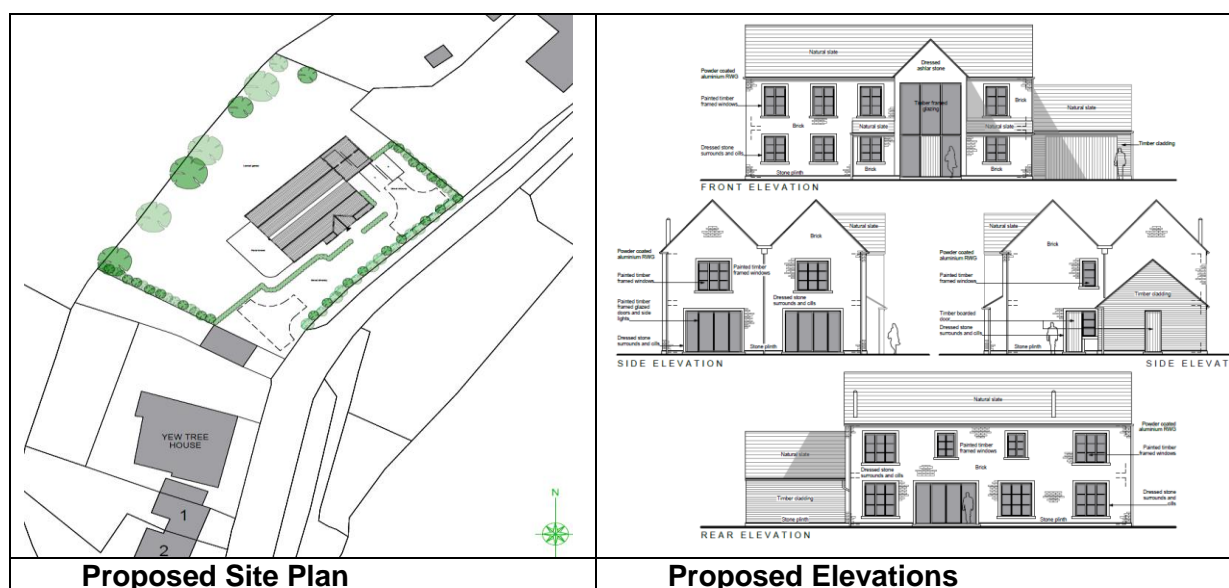 YEW TREE
HOUSE
1
2
N
Proposed Site Plan
Natural slate
Dressed
ashlar stone
Powder coated
aluminium RWG
Painted timber
framed windows
Timber framed
glazing
Brick
Brick
Natural slate
Natural slate
Natural slate
Dressed stone
surrounds and cills
Timber cladding
Stone plinth
Brick
Brick
FRONT ELEVATION
Natural slate
Brick
Powder coated
aluminium RWG
Painted timber
framed windows
Painted timber
framed windows
Dressed stone
surrounds and cills
Painted timber
framed glazed
doors and side
lights
Dressed stone
surrounds and cills
Stone plinth
SIDE ELEVATION
Natural slate
Brick
Powder coated
aluminium RWG
Painted timber
framed windows
Timber cladding
Timber boarded
door
Dressed stone
surrounds and cills
Stone plinth
SIDE ELEVAT
Natural slate
Powder coated
aluminium RWG
Painted timber
framed windows
Painted timber
framed windows
Natural slate
Dressed stone
surrounds and cills
Brick
Timber cladding
Dressed stone
surrounds and cills
Stone plinth
Stone plinth
REAR ELEVATION
Proposed Elevations